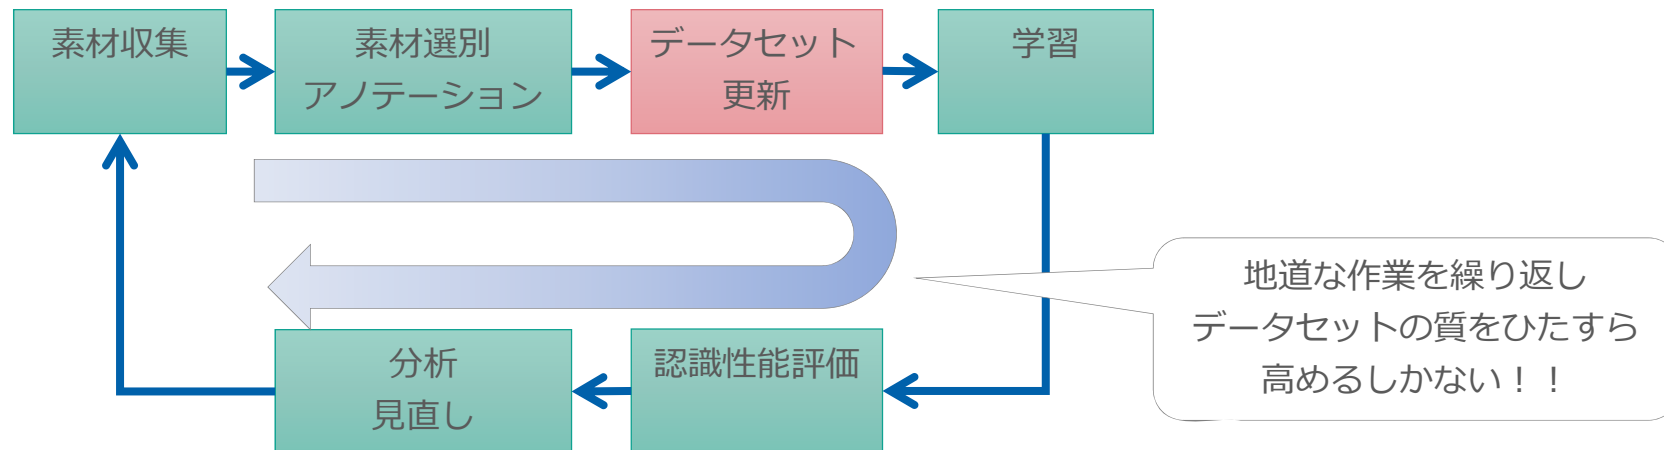 素材収集
素材選別
アノテーション
データセット
更新
学習
地道な作業を繰り返し
データセットの質をひたすら
高めるしかない！！
認識性能評価
分析
見直し